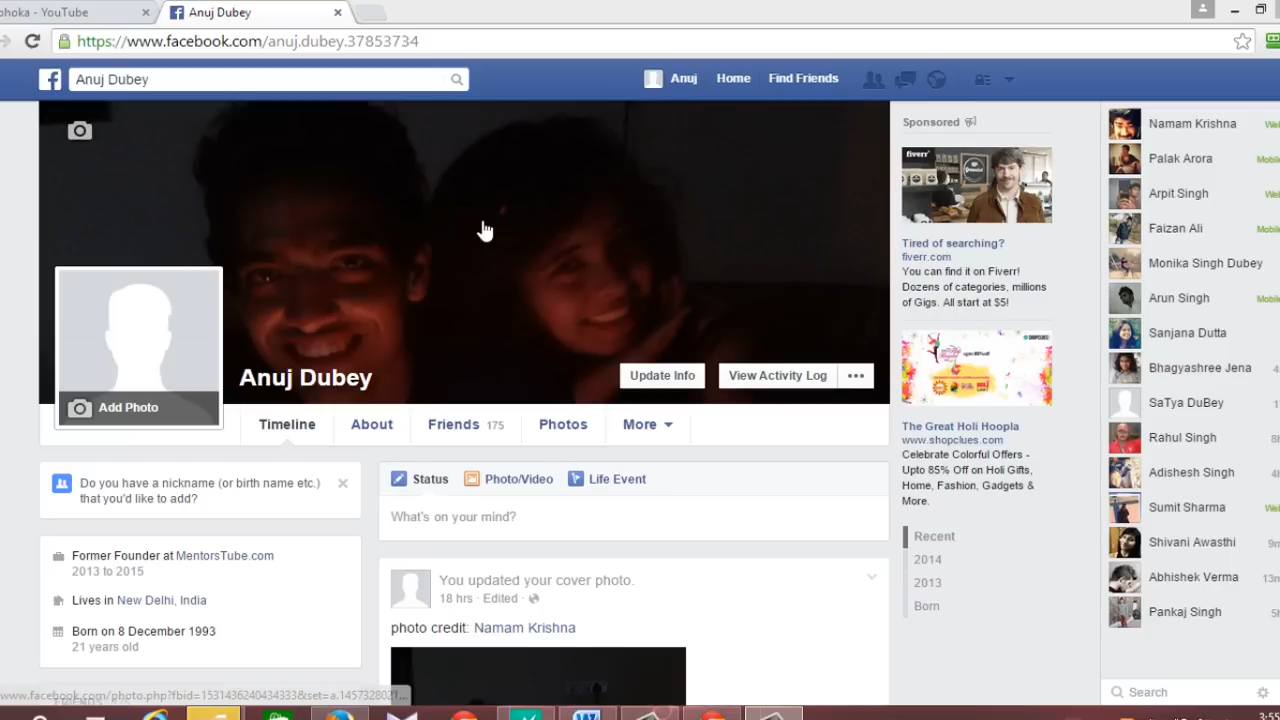 ohoka - YouTube
Anuj Dubey
https://www.facebook.com/anuj.dubey.37853734
Anuj Dubey
Anuj
Home
Find Friends
Anuj Dubey
Add Photo
Update Info
View Activity Log
Timeline
About
Friends 175
Photos
More
Do you have a nickname (or birth name etc.)
that you'd like to add?
Former Founder at MentorsTube.com
2013 to 2015
Lives in New Delhi, India
Born on 8 December 1993
21 years old
Status
Photo/Video
Life Event
What's on your mind?
You updated your cover photo.
18 hrs · Edited ·
photo credit: Namam Krishna
Sponsored
fiverr
Tired of searching?
fiverr.com
You can find it on Fiverr!
Dozens of categories, millions
of Gigs. All start at $5!
SHOPCLUES
The Great Holi Hoopla
www.shopclues.com
Celebrate Colorful Offers -
Upto 85% Off on Holi Gifts,
Home, Fashion, Gadgets &
More.
Recent
2014
2013
Born
Namam Krishna
Palak Arora
Mobile
Arpit Singh
Faizan Ali
Mobile
Monika Singh Dubey
Arun Singh
Mobile
Sanjana Dutta
Bhagyashree Jena
SaTya DuBey
Rahul Singh
Adishesh Singh
Sumit Sharma
Shivani Awasthi
9m
Abhishek Verma
13m
Pankaj Singh
Search